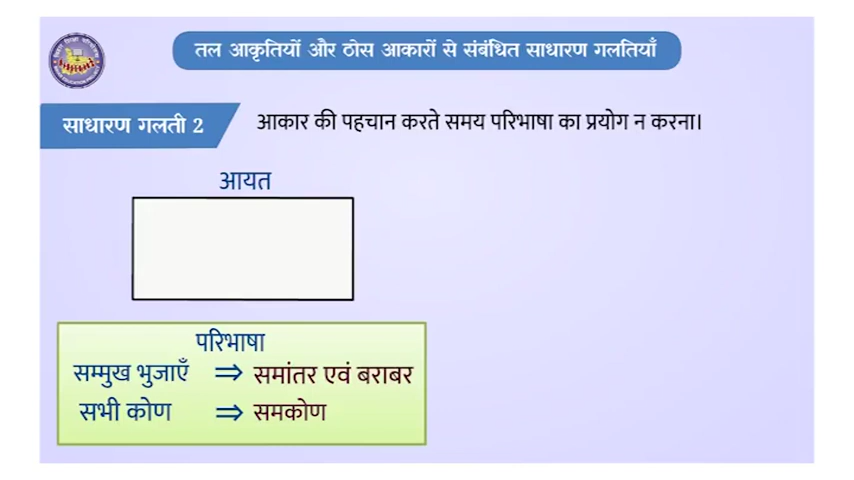 तल आकृतियों और ठोस आकारों से संबंधित साधारण गलतियाँ
साधारण गलती 2
आकार की पहचान करते समय परिभाषा का प्रयोग न करना।
आयत
परिभाषा
सम्मुख भुजाएँ ⇒ समांतर एवं बराबर
सभी कोण ⇒ समकोण